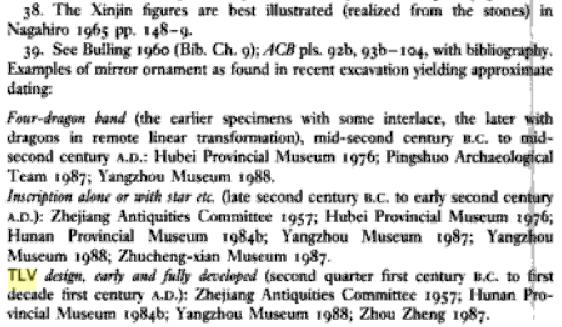 38. The Xinjin figures are best illustrated (realized from the stones) in
Nagahiro 1965 pp. 148–9.
39. See Bulling 1960 (Bib. Ch. 9); ACB pls. 92b, 93b–104, with bibliography.
Examples of mirror ornament as found in recent excavation yielding approximate
dating:
Four-dragon band (the earlier specimens with some interlace, the later with
dragons in remote linear transformation), mid-second century B.C. to mid-
second century A.D.: Hubei Provincial Museum 1976; Pingshuo Archaeological
Team 1987; Yangzhou Museum 1988.
Inscription alone or with star etc. (late second century B.C. to early second century
A.D.): Zhejiang Antiquities Committee 1957; Hubei Provincial Museum 1976;
Hunan Provincial Museum 1984b; Yangzhou Museum 1987; Yangzhou
Museum 1988; Zhucheng-xian Museum 1987.
TLV design, early and fully developed (second quarter first century B.C. to first
decade first century A.D.): Zhejiang Antiquities Committee 1957; Hunan Pro-
vincial Museum 1984b; Yangzhou Museum 1988; Zhou Zheng 1987.